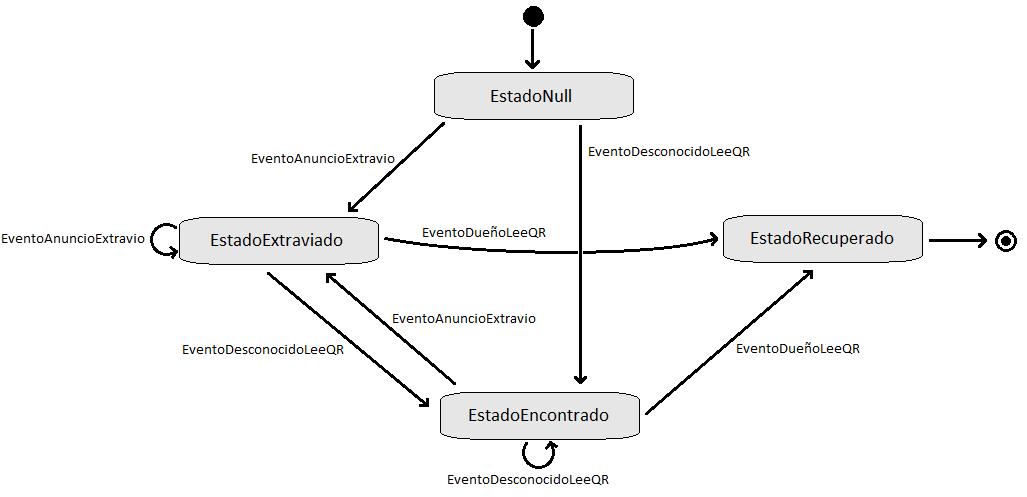 EstadoNull
EventoAnuncioExtravio
EventoDesconocidoLeeQR
EventoAnuncioExtravio
EstadoExtraviado
EventoDueñoLeeQR
EstadoRecuperado
EventoAnuncioExtravio
EventoDesconocidoLeeQR
EventoDueñoLeeQR
EstadoEncontrado
EventoDesconocidoLeeQR